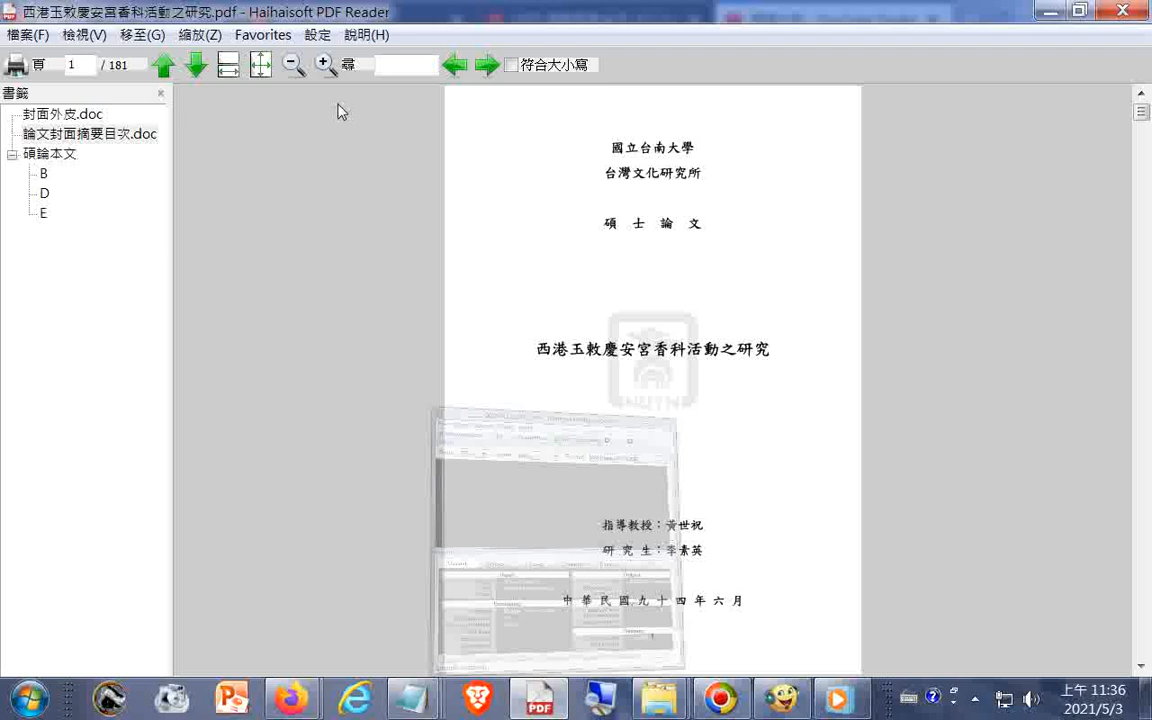 西港玉敕慶安宮香科活動之研究.pdf - Haihaisoft PDF Reader
檔案(F) 檢視(V) 移至(G) 縮放(Z) Favorites 設定 說明(H)
頁 1 / 181 尋 符合大小寫
書籤
封面外皮.doc
論文封面摘要目次.doc
碩論本文
B
D
E
國立台南大學
台灣文化研究所
碩 士 論 文
西港玉敕慶安宮香科活動之研究
指導教授：黃世祝
研 究 生：李素英
中 華 民 國 九 十 四 年 六 月
PDF
上午 11:36
2021/5/3